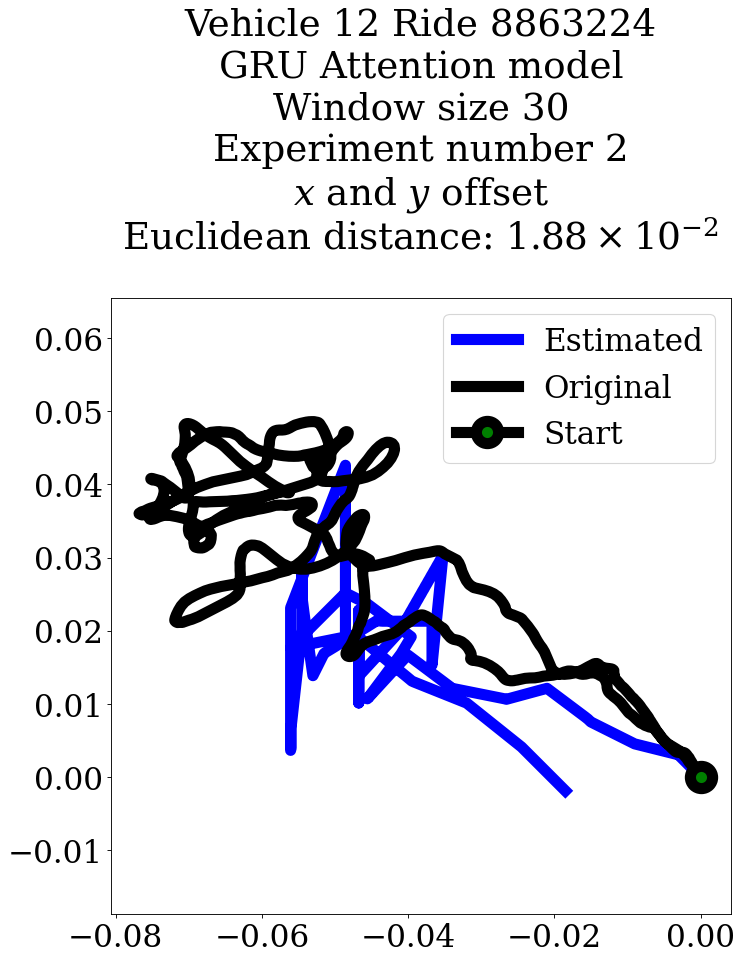 Vehicle 12 Ride 8863224
GRU Attention model
Window size 30
Experiment number 2
x and y offset
Euclidean distance: 1.88 × 10⁻²
Estimated
Original
Start
0.06
0.05
0.04
0.03
0.02
0.01
0.00
−0.01
−0.08 −0.06 −0.04 −0.02 0.00